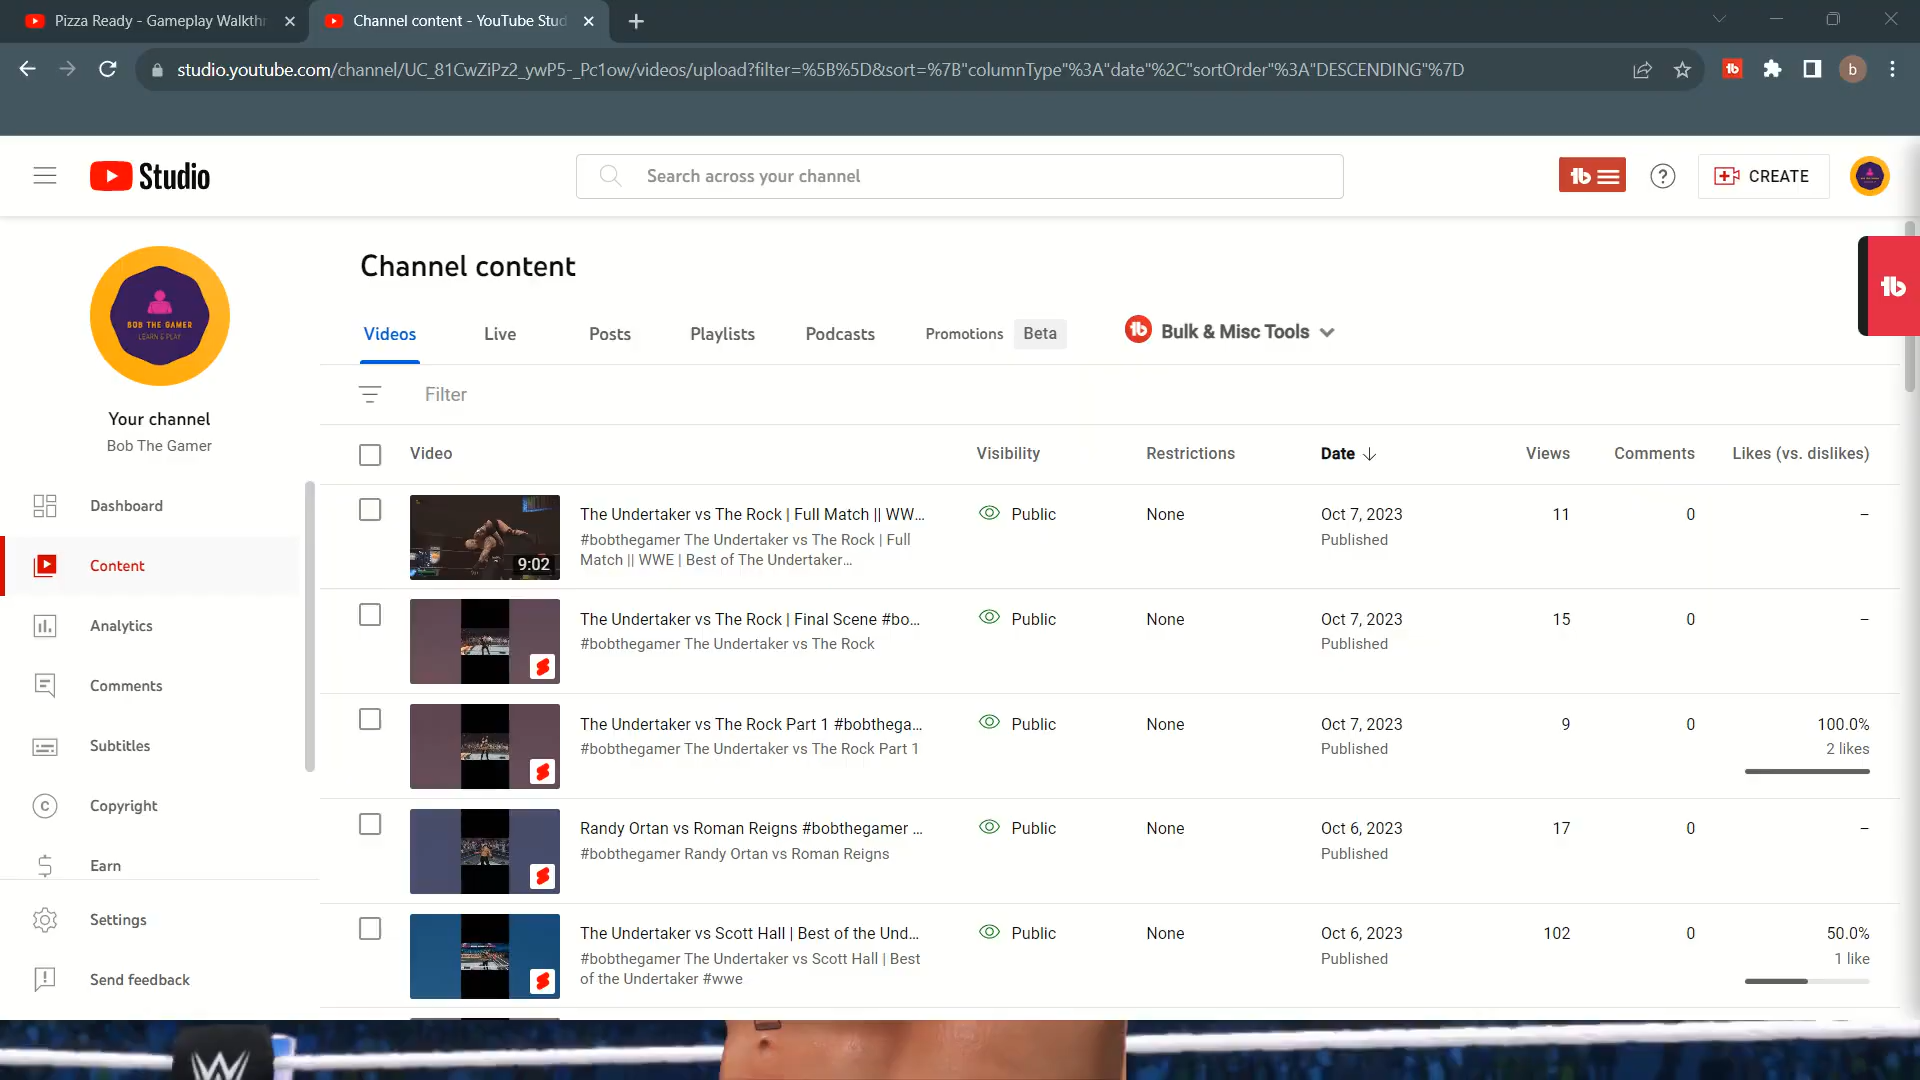 Pizza Ready - Gameplay Walkthr
Channel content - YouTube Stud
studio.youtube.com/channel/UC_81CwZiPz2_ywP5-_Pc1ow/videos/upload?filter=%5B%5D&sort=%7B"columnType"%3A"date"%2C"sortOrder"%3A"DESCENDING"%7D
b
Studio
Search across your channel
CREATE
BOB THE GAMER
LEARN & PLAY
Your channel
Bob The Gamer
Dashboard
Content
Analytics
Comments
Subtitles
Copyright
Earn
Settings
Send feedback
Channel content
Videos Live Posts Playlists Podcasts Promotions Beta Bulk & Misc Tools
Filter
Video Visibility Restrictions Date Views Comments Likes (vs. dislikes)
The Undertaker vs The Rock | Full Match || WW... Public None Oct 7, 2023 11 0 –
#bobthegamer The Undertaker vs The Rock | Full Published
Match || WWE | Best of The Undertaker...
9:02
The Undertaker vs The Rock | Final Scene #bo... Public None Oct 7, 2023 15 0 –
#bobthegamer The Undertaker vs The Rock Published
The Undertaker vs The Rock Part 1 #bobthega... Public None Oct 7, 2023 9 0 100.0%
#bobthegamer The Undertaker vs The Rock Part 1 Published 2 likes
Randy Ortan vs Roman Reigns #bobthegamer ... Public None Oct 6, 2023 17 0 –
#bobthegamer Randy Ortan vs Roman Reigns Published
The Undertaker vs Scott Hall | Best of the Und... Public None Oct 6, 2023 102 0 50.0%
#bobthegamer The Undertaker vs Scott Hall | Best Published 1 like
of the Undertaker #wwe